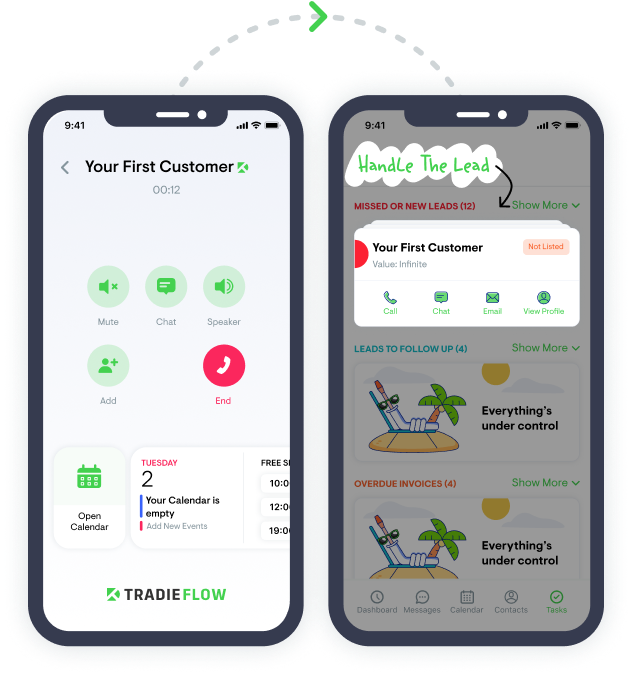 9:41
Your First Customer
00:12
Mute
Chat
Speaker
Add
End
Open
Calendar
TUESDAY
2
Your Calendar is
empty
Add New Events
10:0
12:0
19:0
TRADIEFLOW
9:41
Handle The Lead
MISSED OR NEW LEADS (12)
Show More
Your First Customer
Not Listed
Value: Infinite
Call
Chat
Email
View Profile
LEADS TO FOLLOW UP (4)
Show More
Everything's
under control
OVERDUE INVOICES (4)
Show More
Everything's
under control
Dashboard
Messages
Calendar
Contacts
Tasks